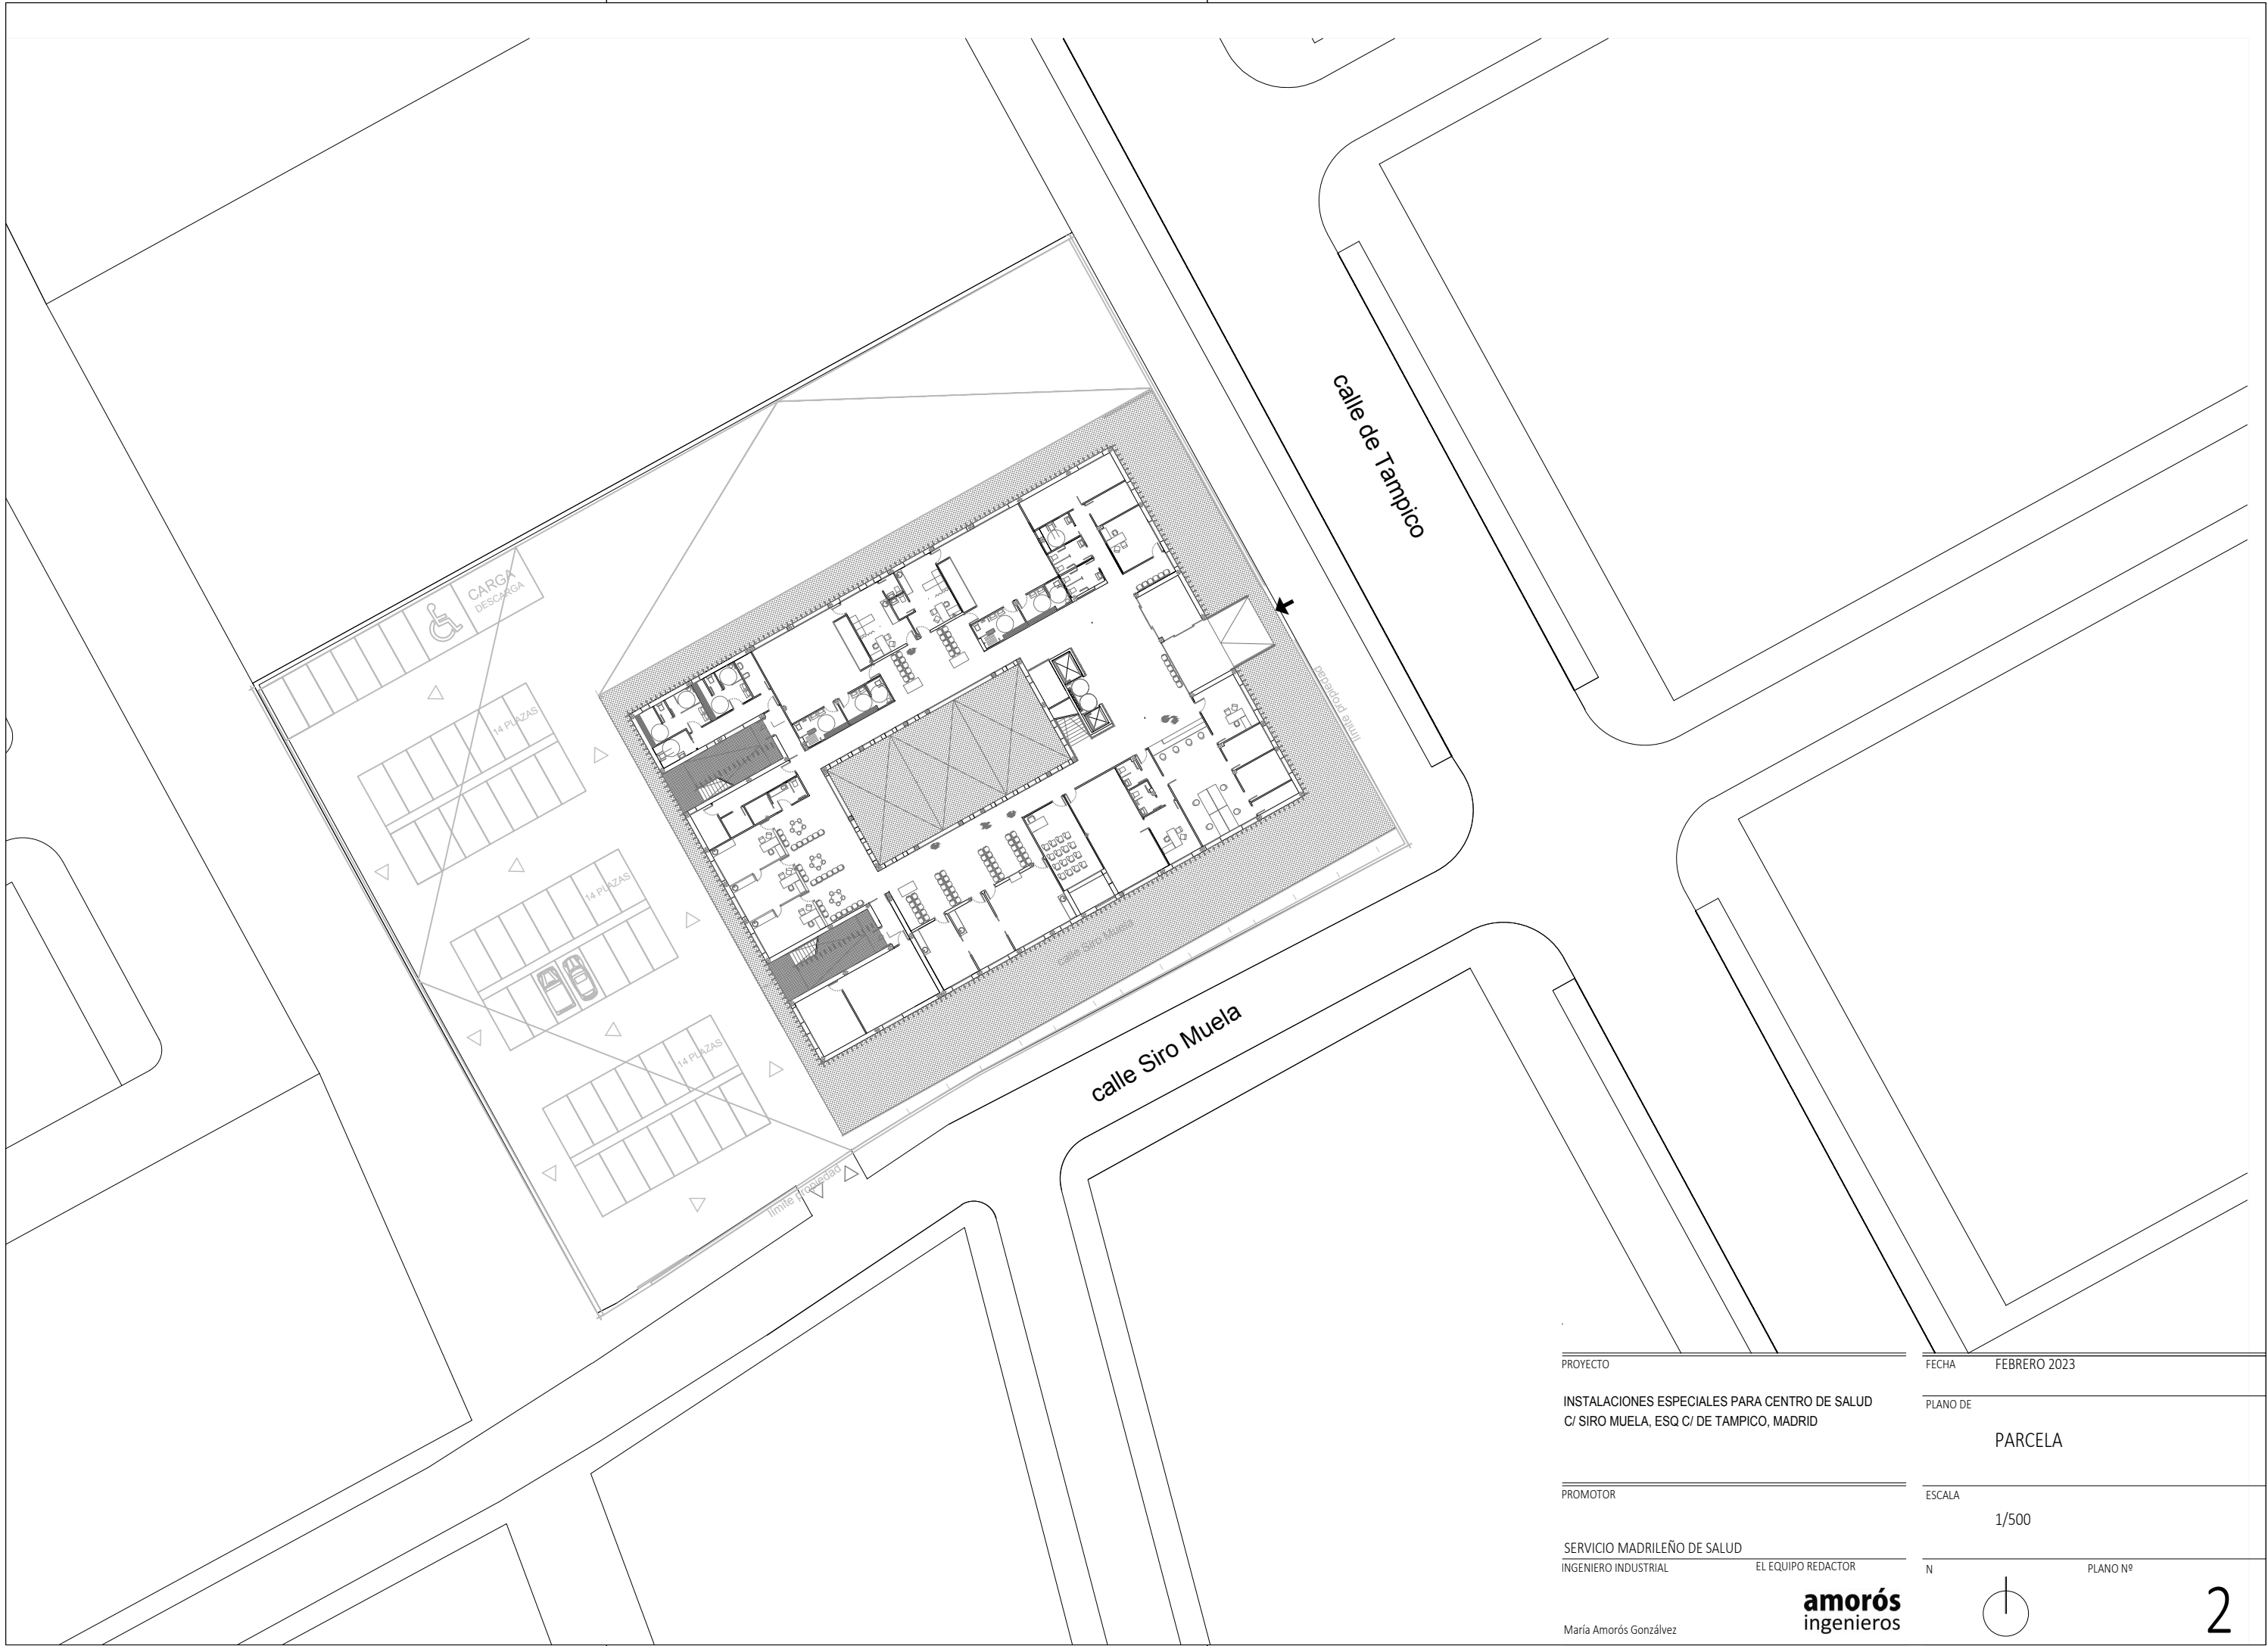 calle de Tampico
CARGA
DESCARGA
14 PLAZAS
límite propiedad
14 PLAZAS
calle Siro Muela
calle Siro Muela
14 PLAZAS
límite propiedad
PROYECTO
INSTALACIONES ESPECIALES PARA CENTRO DE SALUD
C/ SIRO MUELA, ESQ C/ DE TAMPICO, MADRID
PROMOTOR
SERVICIO MADRILEÑO DE SALUD
INGENIERO INDUSTRIAL
EL EQUIPO REDACTOR
amorós
ingenieros
María Amorós Gonzálvez
FECHA FEBRERO 2023
PLANO DE
PARCELA
ESCALA
1/500
N
PLANO Nº
2